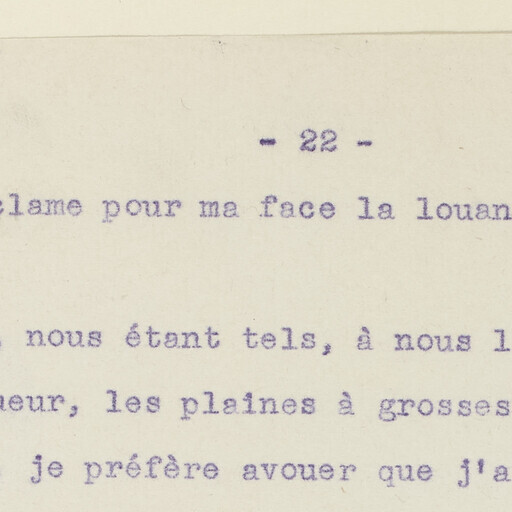 - 22 -
clame pour ma face la louan
nous étant tels, à nous l
ueur, les plaines à grosses
je préfère avouer que j'a